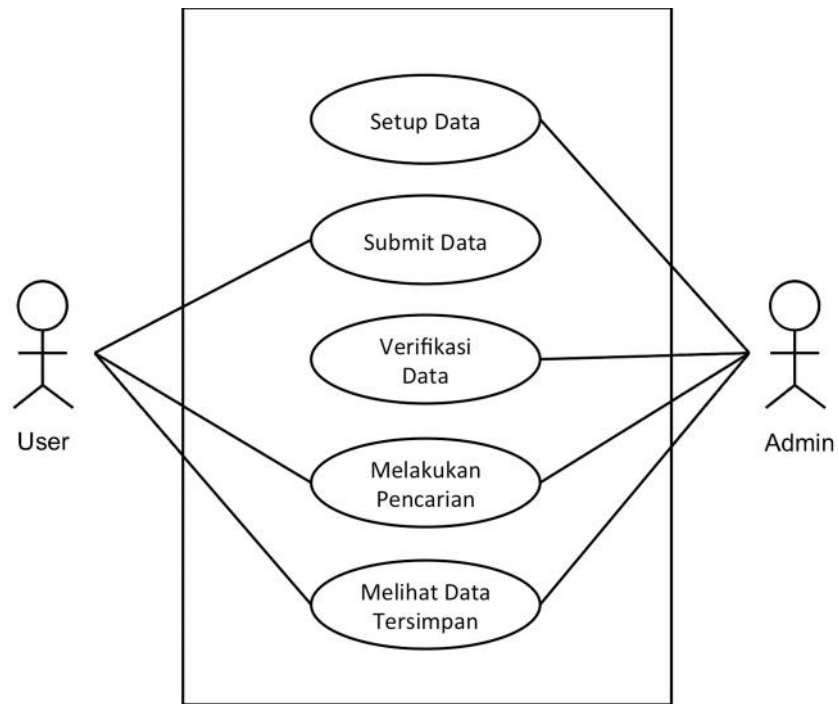 Setup Data
Submit Data
Verifikasi
Data
User
Admin
Melakukan
Pencarian
Melihat Data
Tersimpan